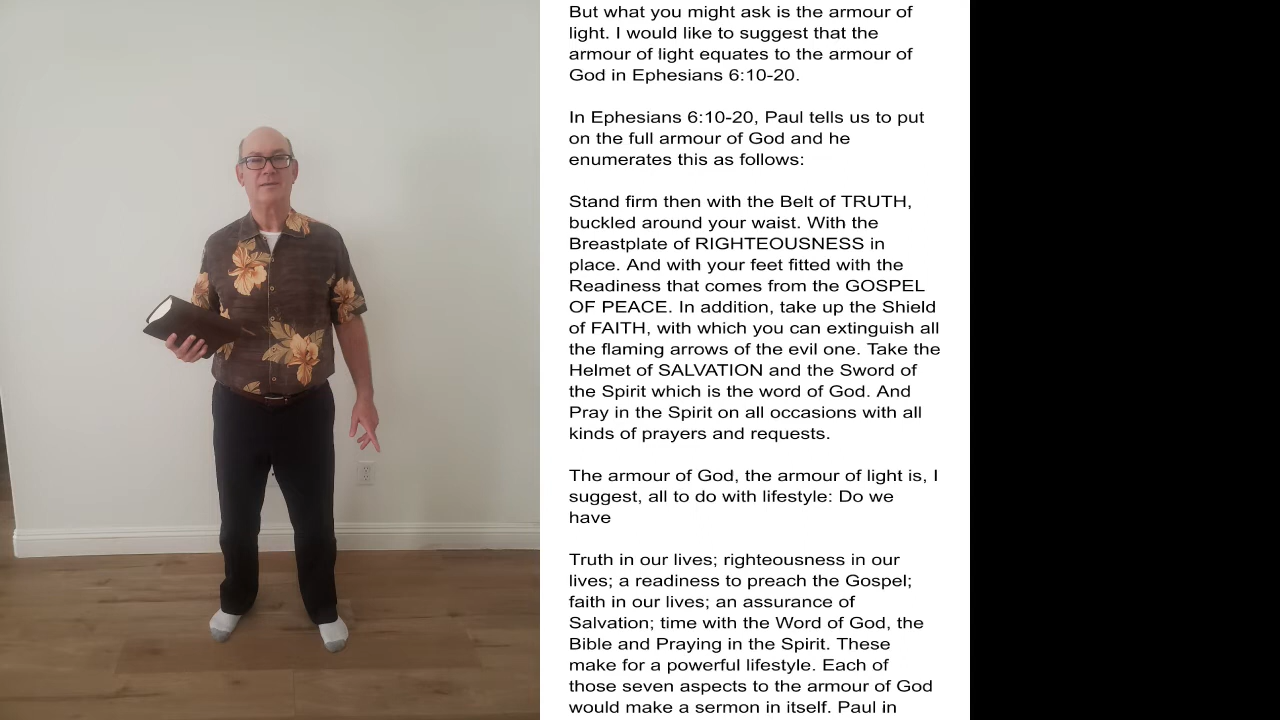 But what you might ask is the armour of
light. I would like to suggest that the
armour of light equates to the armour of
God in Ephesians 6:10-20.
In Ephesians 6:10-20, Paul tells us to put
on the full armour of God and he
enumerates this as follows:
Stand firm then with the Belt of TRUTH,
buckled around your waist. With the
Breastplate of RIGHTEOUSNESS in
place. And with your feet fitted with the
Readiness that comes from the GOSPEL
OF PEACE. In addition, take up the Shield
of FAITH, with which you can extinguish all
the flaming arrows of the evil one. Take the
Helmet of SALVATION and the Sword of
the Spirit which is the word of God. And
Pray in the Spirit on all occasions with all
kinds of prayers and requests.
The armour of God, the armour of light is, I
suggest, all to do with lifestyle: Do we
have
Truth in our lives; righteousness in our
lives; a readiness to preach the Gospel;
faith in our lives; an assurance of
Salvation; time with the Word of God, the
Bible and Praying in the Spirit. These
make for a powerful lifestyle. Each of
those seven aspects to the armour of God
would make a sermon in itself. Paul in